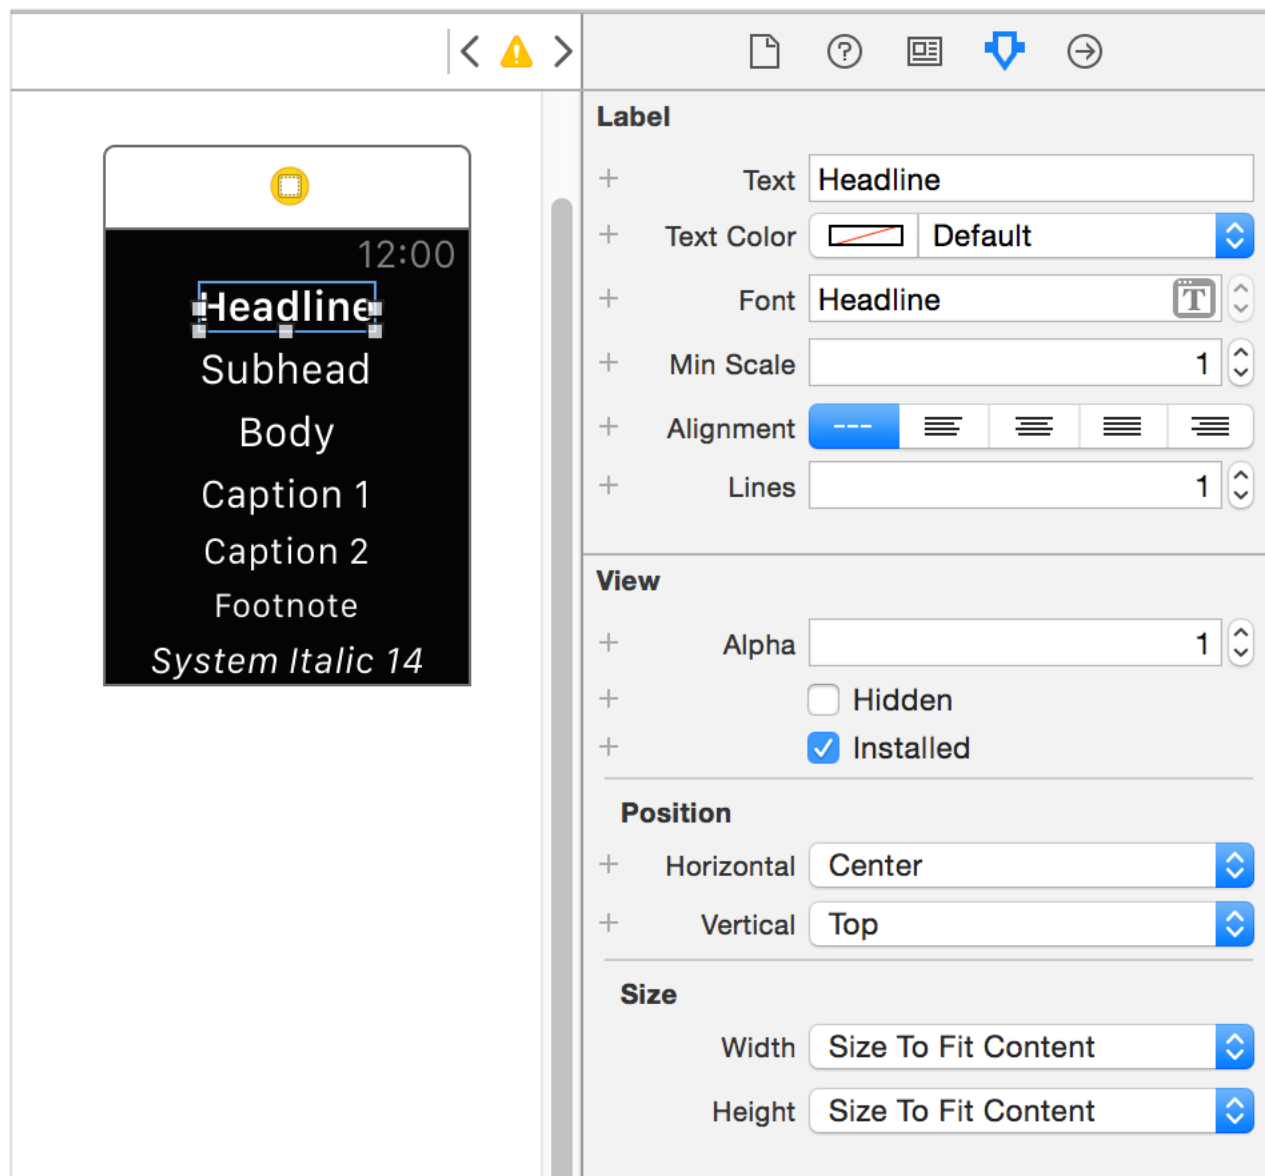 12:00
Headline
Subhead
Body
Caption 1
Caption 2
Footnote
System Italic 14
Label
Text Headline
Text Color Default
Font Headline T
Min Scale 1
Alignment ---
Lines 1
View
Alpha 1
Hidden
Installed
Position
Horizontal Center
Vertical Top
Size
Width Size To Fit Content
Height Size To Fit Content